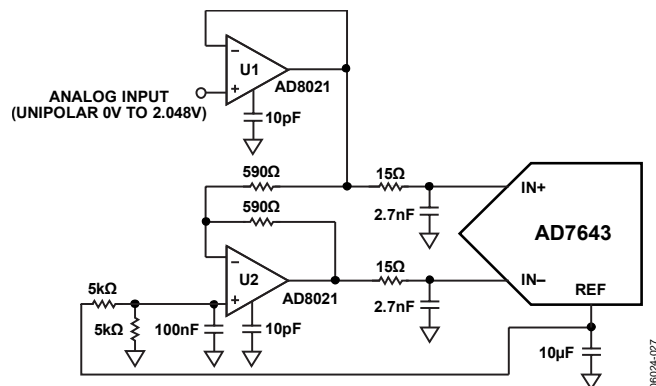 U1
AD8021
ANALOG INPUT
(UNIPOLAR 0V TO 2.048V)
10pF
590Ω
15Ω
IN+
590Ω
2.7nF
AD7643
15Ω
IN–
U2
AD8021
REF
5kΩ
2.7nF
5kΩ
100nF
10pF
10µF
06024-027
–
+
–
+